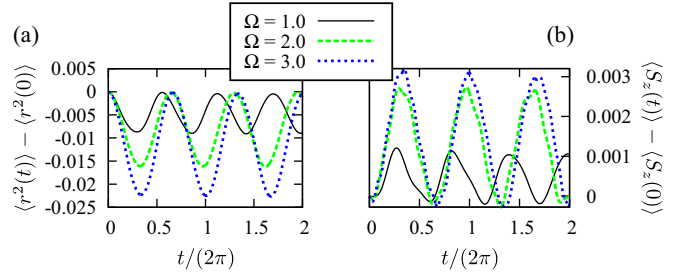 Ω = 1.0
Ω = 2.0
Ω = 3.0
(a)
(b)
⟨r²(t)⟩ − ⟨r²(0)⟩
0.005
0
-0.005
-0.01
-0.015
-0.02
-0.025
0 0.5 1 1.5 2
t/(2π)
0 0.5 1 1.5 2
t/(2π)
0.003
0.002
0.001
0
⟨S_z(t)⟩ − ⟨S_z(0)⟩